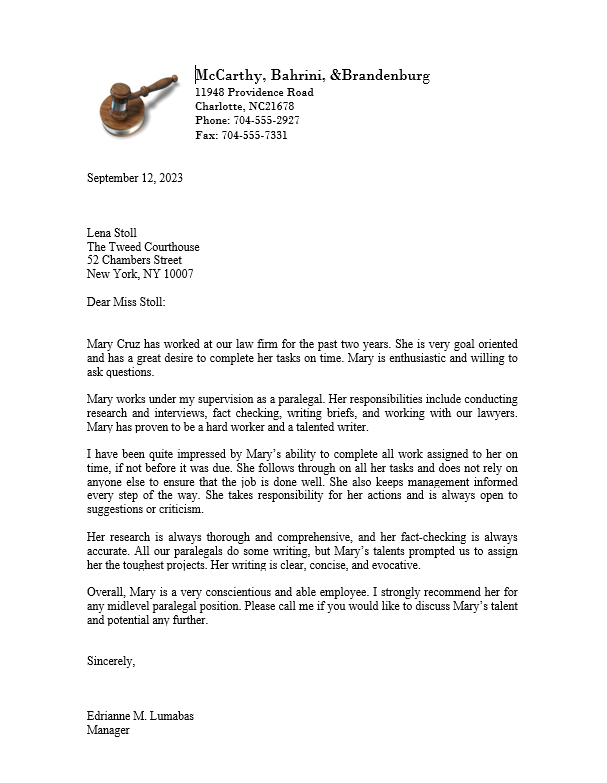 McCarthy, Bahrini, &Brandenburg
11948 Providence Road
Charlotte, NC21678
Phone: 704-555-2927
Fax: 704-555-7331
September 12, 2023
Lena Stoll
The Tweed Courthouse
52 Chambers Street
New York, NY 10007
Dear Miss Stoll:
Mary Cruz has worked at our law firm for the past two years. She is very goal oriented
and has a great desire to complete her tasks on time. Mary is enthusiastic and willing to
ask questions.
Mary works under my supervision as a paralegal. Her responsibilities include conducting
research and interviews, fact checking, writing briefs, and working with our lawyers.
Mary has proven to be a hard worker and a talented writer.
I have been quite impressed by Mary’s ability to complete all work assigned to her on
time, if not before it was due. She follows through on all her tasks and does not rely on
anyone else to ensure that the job is done well. She also keeps management informed
every step of the way. She takes responsibility for her actions and is always open to
suggestions or criticism.
Her research is always thorough and comprehensive, and her fact-checking is always
accurate. All our paralegals do some writing, but Mary’s talents prompted us to assign
her the toughest projects. Her writing is clear, concise, and evocative.
Overall, Mary is a very conscientious and able employee. I strongly recommend her for
any midlevel paralegal position. Please call me if you would like to discuss Mary’s talent
and potential any further.
Sincerely,
Edrianne M. Lumabas
Manager